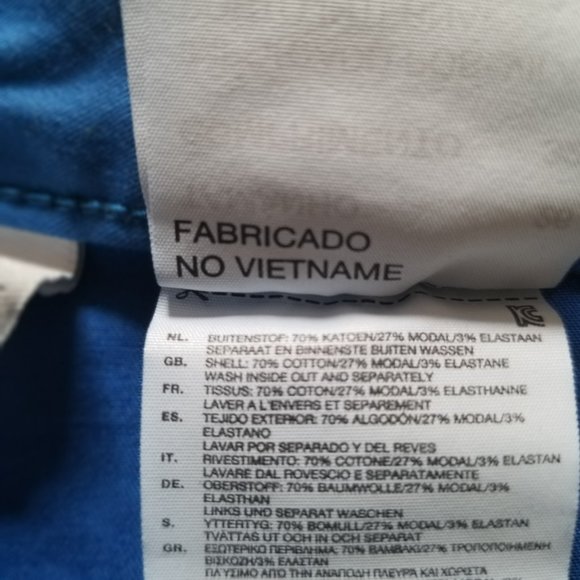 FABRICADO
NO VIETNAME
NL. BUITENSTOF: 70% KATOEN/27% MODAL/3% ELASTAAN
SEPARAAT EN BINNENSTE BUITEN WASSEN
GB. SHELL: 70% COTTON/27% MODAL/3% ELASTANE
WASH INSIDE OUT AND SEPARATELY
FR. TISSUS: 70% COTON/27% MODAL/3% ELASTHANNE
LAVER A L'ENVERS ET SEPAREMENT
ES. TEJIDO EXTERIOR: 70% ALGODÓN/27% MODAL/3%
ELASTANO
LAVAR POR SEPARADO Y DEL REVES
IT. RIVESTIMENTO: 70% COTONE/27% MODAL/3% ELASTAN
LAVARE DAL ROVESCIO E SEPARATAMENTE
DE. OBERSTOFF: 70% BAUMWOLLE/27% MODAL/3%
ELASTHAN
LINKS UND SEPARAT WASCHEN
S. YTTERTYG: 70% BOMULL/27% MODAL/3% ELASTAN
TVÄTTAS UT OCH IN OCH SEPARAT
GR. ΕΞΩΤΕΡΙΚΟ ΠΕΡΙΒΛΗΜΑ: 70% ΒΑΜΒΑΚΙ/27% ΤΡΟΠΟΠΟΙΗΜΕΝΗ
ΒΙΣΚΟΖΗ/3% ΕΛΑΣΤΑΝ
ΠΛΥΣΙΜΟ ΑΠΟ ΤΗΝ ΑΝΑΠΟΔΗ ΠΛΕΥΡΑ ΚΑΙ ΧΩΡΙΣΤΑ